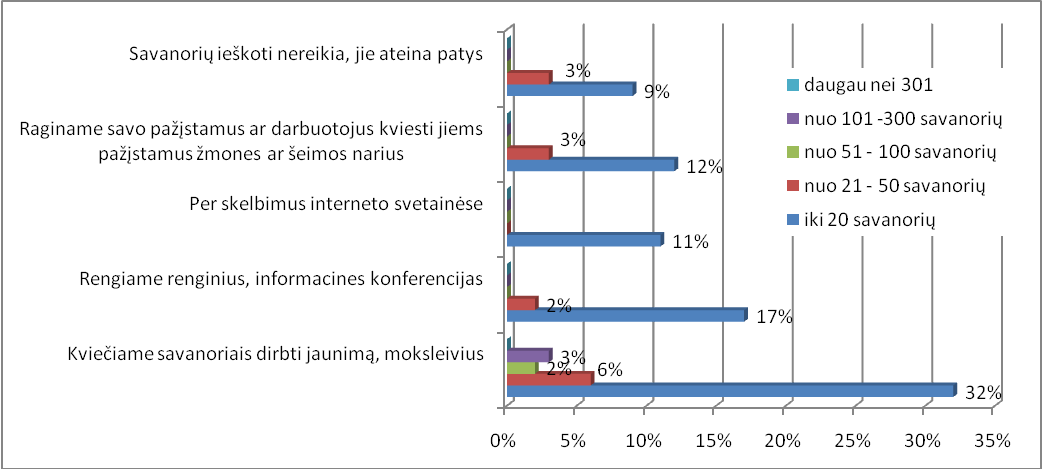 Savanorių ieškoti nereikia, jie ateina patys
3%
9%
Raginame savo pažįstamus ar darbuotojus kviesti jiems
pažįstamus žmones ar šeimos narius
3%
12%
Per skelbimus interneto svetainėse
11%
Rengiame renginius, informacines konferencijas
2%
17%
Kviečiame savanoriais dirbti jaunimą, moksleivius
3%
2%
6%
32%
0% 5% 10% 15% 20% 25% 30% 35%
daugau nei 301
nuo 101 -300 savanorių
nuo 51 - 100 savanorių
nuo 21 - 50 savanorių
iki 20 savanorių